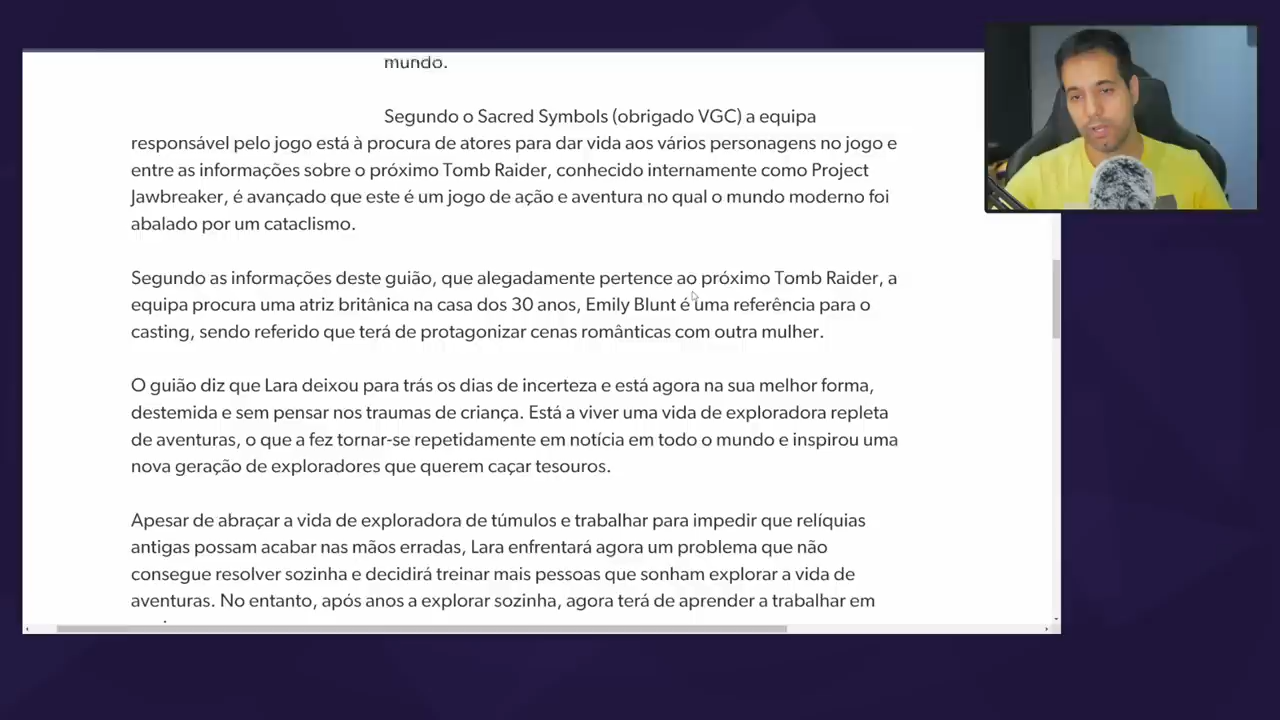 mundo.
Segundo o Sacred Symbols (obrigado VGC) a equipa
responsável pelo jogo está à procura de atores para dar vida aos vários personagens no jogo e
entre as informações sobre o próximo Tomb Raider, conhecido internamente como Project
Jawbreaker, é avançado que este é um jogo de ação e aventura no qual o mundo moderno foi
abalado por um cataclismo.
Segundo as informações deste guião, que alegadamente pertence ao próximo Tomb Raider, a
equipa procura uma atriz britânica na casa dos 30 anos, Emily Blunt é uma referência para o
casting, sendo referido que terá de protagonizar cenas românticas com outra mulher.
O guião diz que Lara deixou para trás os dias de incerteza e está agora na sua melhor forma,
destemida e sem pensar nos traumas de criança. Está a viver uma vida de exploradora repleta
de aventuras, o que a fez tornar-se repetidamente em notícia em todo o mundo e inspirou uma
nova geração de exploradores que querem caçar tesouros.
Apesar de abraçar a vida de exploradora de túmulos e trabalhar para impedir que relíquias
antigas possam acabar nas mãos erradas, Lara enfrentará agora um problema que não
consegue resolver sozinha e decidirá treinar mais pessoas que sonham explorar a vida de
aventuras. No entanto, após anos a explorar sozinha, agora terá de aprender a trabalhar em